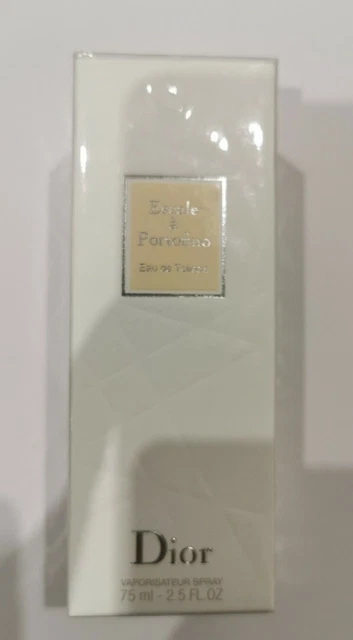 Escale
à
Portofino
Eau de Toilette
Dior
VAPORISATEUR SPRAY
75 ml - 2.5 FL.OZ